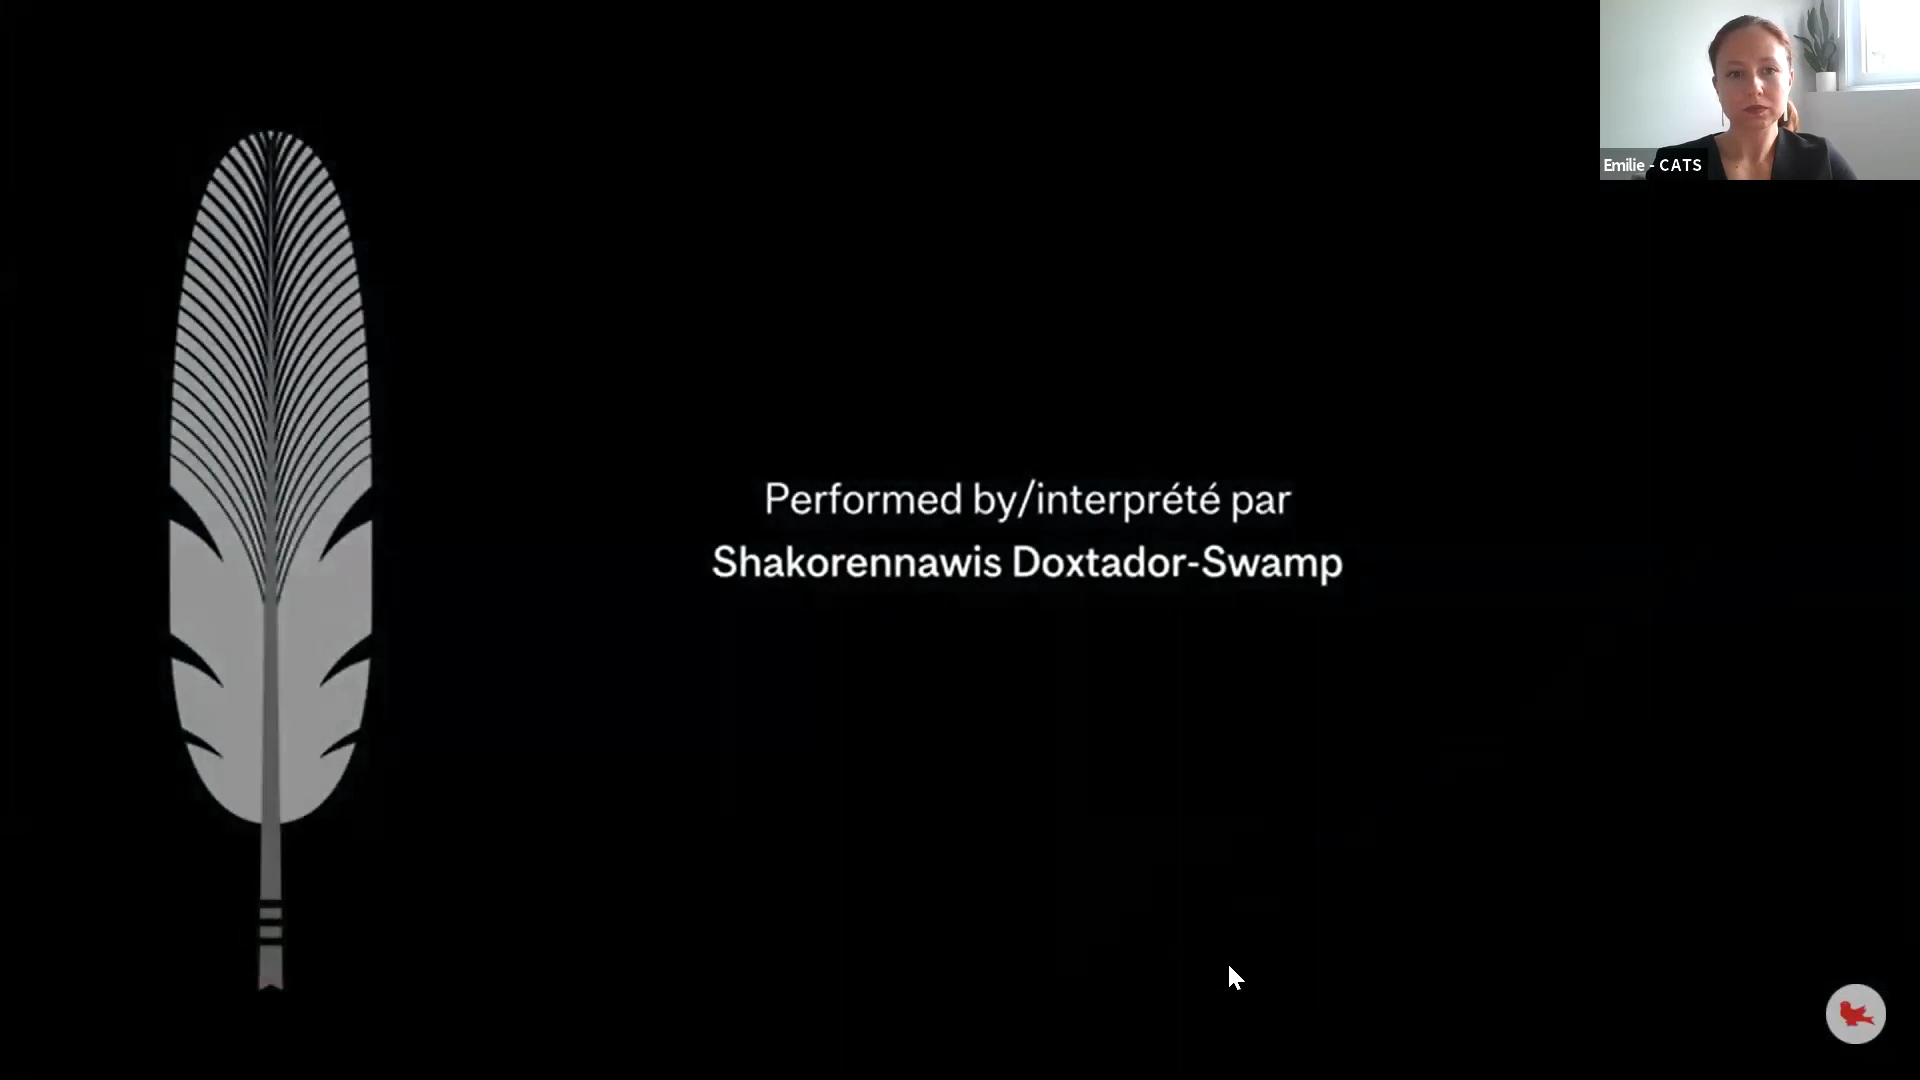 Emilie - CATS
Performed by/interprété par
Shakorennawis Doxtador-Swamp